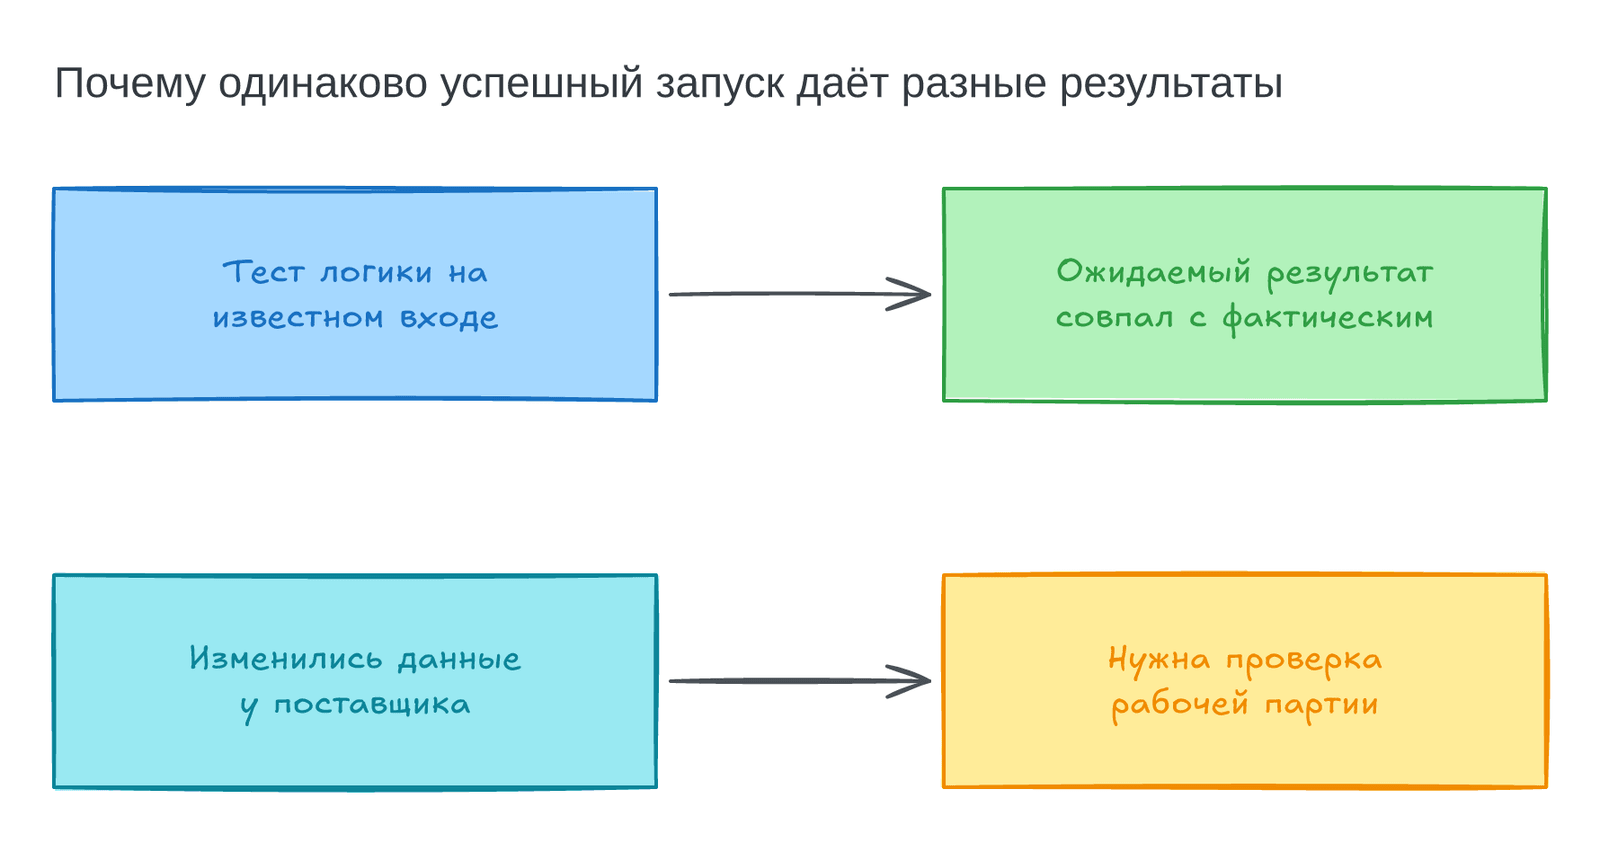 Почему одинаково успешный запуск даёт разные результаты
Тест логики на
известном входе
Ожидаемый результат
совпал с фактическим
Изменились данные
у поставщика
Нужна проверка
рабочей партии